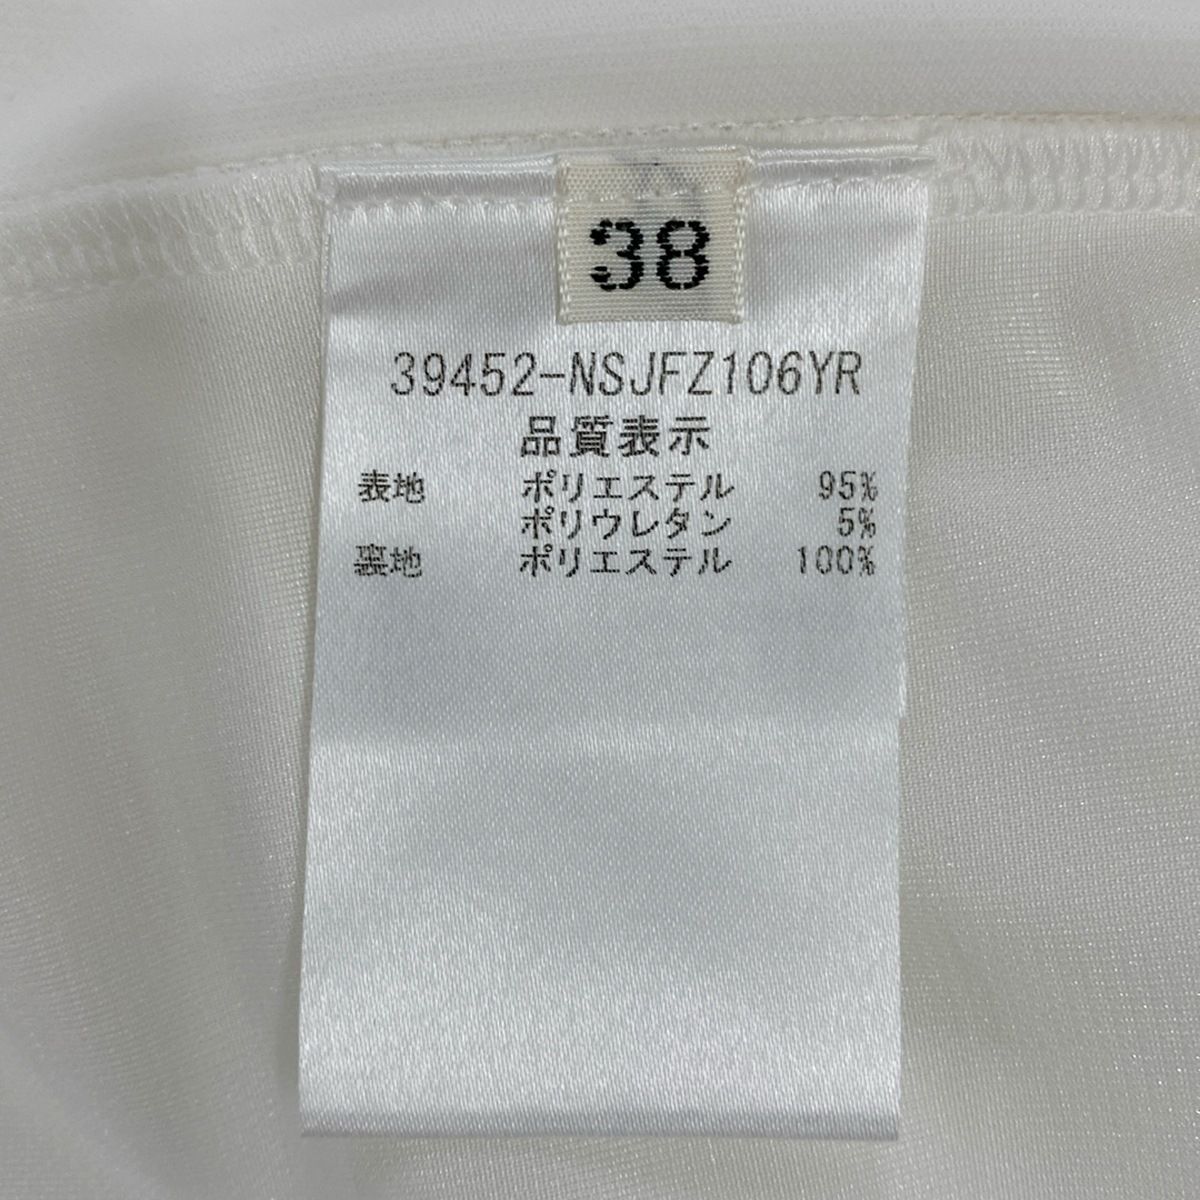 38
39452-NSJFZ106YR
品質表示
表地 ポリエステル 95%
ポリウレタン 5%
裏地 ポリエステル 100%